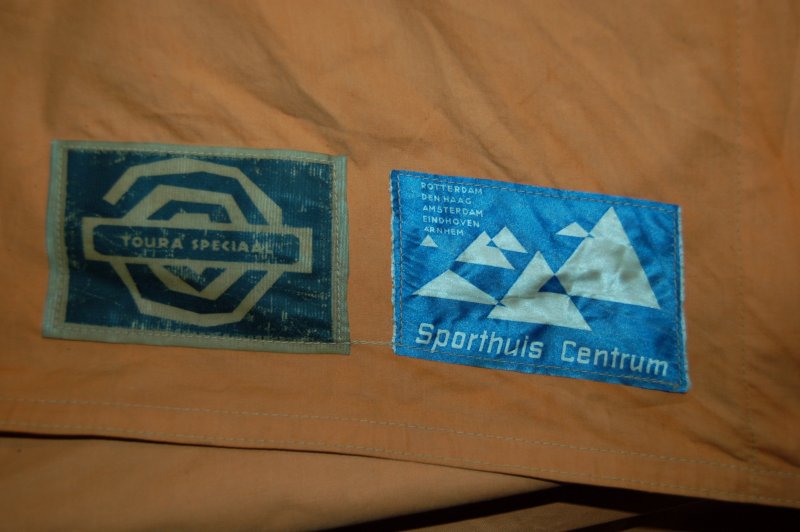 TOURA SPECIAAL
ROTTERDAM
DEN HAAG
AMSTERDAM
EINDHOVEN
ARNHEM
Sporthuis Centrum